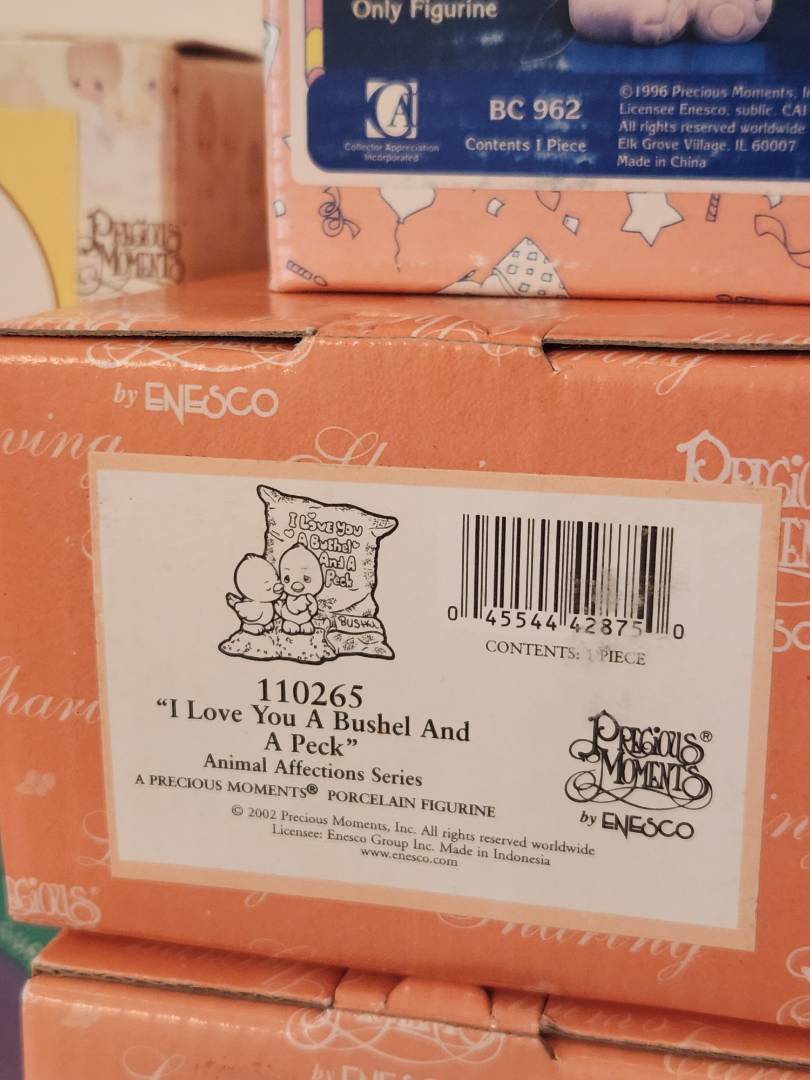 Only Figurine
CA
Collector Appreciation
Incorporated
BC 962
Contents 1 Piece
©1996 Precious Moments,
Licensee Enesco, sublic. CAI
All rights reserved worldwide
Elk Grove Village, IL 60007
Made in China
PRECIOUS
MOMENTS
by ENESCO
I LOVE YOU
A Bushel
And A
Peck
BUSHEL
0 45544 42875 0
CONTENTS: 1 PIECE
110265
“I Love You A Bushel And
A Peck”
Animal Affections Series
A PRECIOUS MOMENTS® PORCELAIN FIGURINE
© 2002 Precious Moments, Inc. All rights reserved worldwide
Licensee: Enesco Group Inc. Made in Indonesia
www.enesco.com
PRECIOUS®
MOMENTS
by ENESCO
Sharing
by